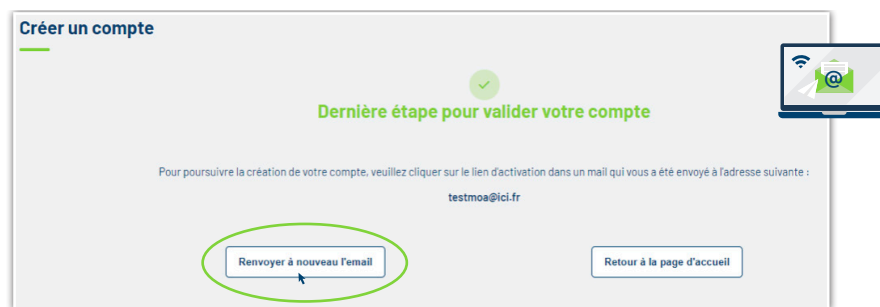 Créer un compte
@
Dernière étape pour valider votre compte
Pour poursuivre la création de votre compte, veuillez cliquer sur le lien d'activation dans un mail qui vous a été envoyé à l'adresse suivante :
testmoa@ici.fr
Renvoyer à nouveau l'email
Retour à la page d'accueil